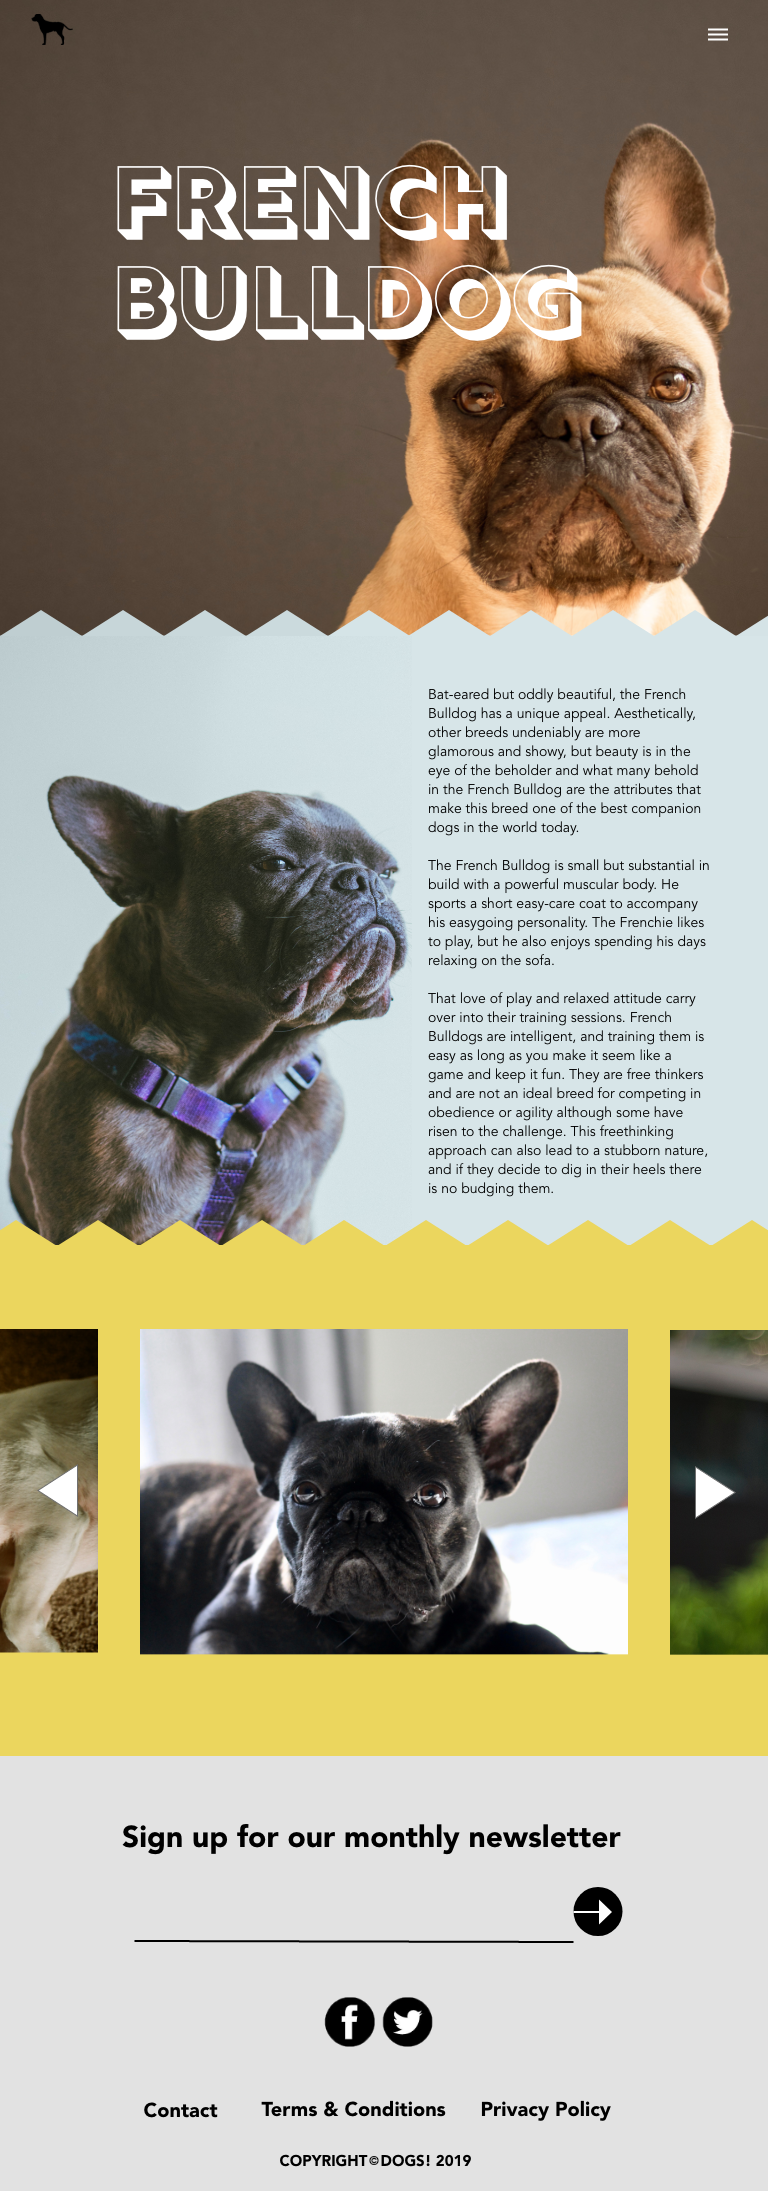 FRENCH
BULLDOG
Bat-eared but oddly beautiful, the French
Bulldog has a unique appeal. Aesthetically,
other breeds undeniably are more
glamorous and showy, but beauty is in the
eye of the beholder and what many behold
in the French Bulldog are the attributes that
make this breed one of the best companion
dogs in the world today.
The French Bulldog is small but substantial in
build with a powerful muscular body. He
sports a short easy-care coat to accompany
his easygoing personality. The Frenchie likes
to play, but he also enjoys spending his days
relaxing on the sofa.
That love of play and relaxed attitude carry
over into their training sessions. French
Bulldogs are intelligent, and training them is
easy as long as you make it seem like a
game and keep it fun. They are free thinkers
and are not an ideal breed for competing in
obedience or agility although some have
risen to the challenge. This freethinking
approach can also lead to a stubborn nature,
and if they decide to dig in their heels there
is no budging them.
Sign up for our monthly newsletter
Contact Terms & Conditions Privacy Policy
COPYRIGHT©DOGS! 2019